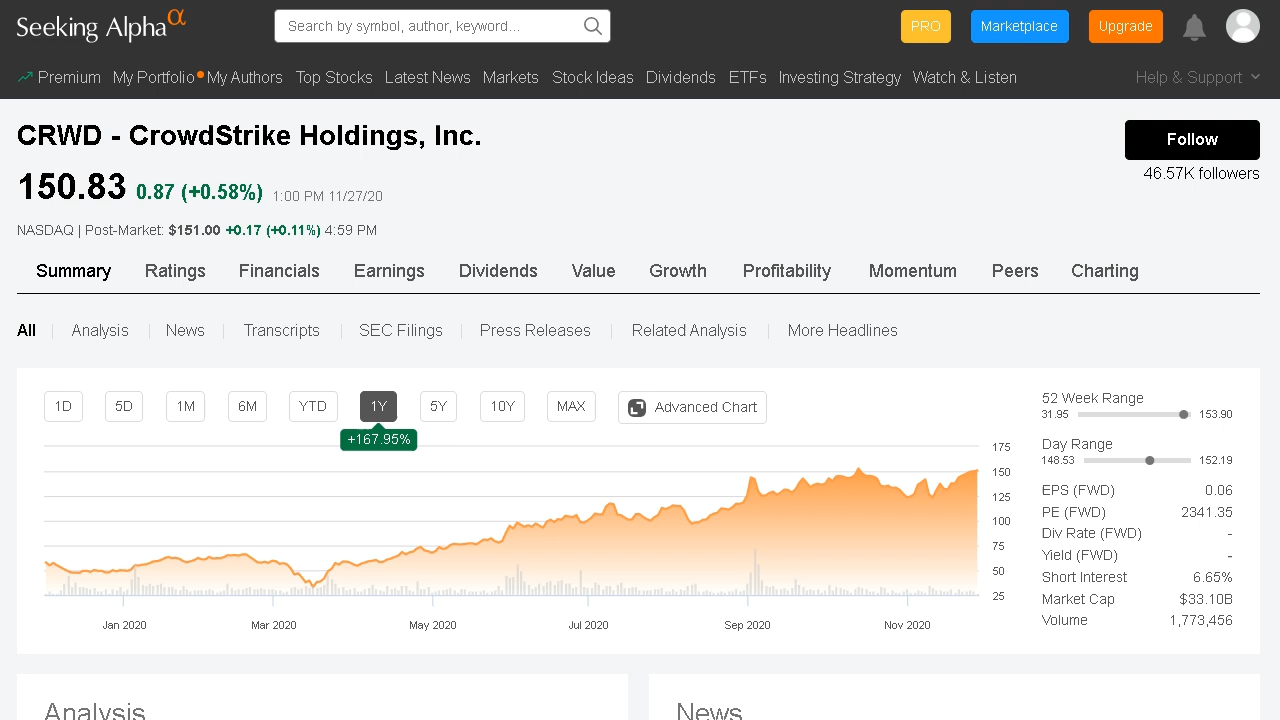 Seeking Alpha α
Search by symbol, author, keyword...
PRO
Marketplace
Upgrade
Premium My Portfolio My Authors Top Stocks Latest News Markets Stock Ideas Dividends ETFs Investing Strategy Watch & Listen Help & Support
CRWD - CrowdStrike Holdings, Inc.
Follow
46.57K followers
150.83 0.87 (+0.58%) 1:00 PM 11/27/20
NASDAQ | Post-Market: $151.00 +0.17 (+0.11%) 4:59 PM
Summary Ratings Financials Earnings Dividends Value Growth Profitability Momentum Peers Charting
All Analysis News Transcripts SEC Filings Press Releases Related Analysis More Headlines
1D 5D 1M 6M YTD 1Y 5Y 10Y MAX Advanced Chart
+167.95%
175
150
125
100
75
50
25
Jan 2020 Mar 2020 May 2020 Jul 2020 Sep 2020 Nov 2020
52 Week Range
31.95 153.90
Day Range
148.53 152.19
EPS (FWD) 0.06
PE (FWD) 2341.35
Div Rate (FWD) -
Yield (FWD) -
Short Interest 6.65%
Market Cap $33.10B
Volume 1,773,456
Analysis
News